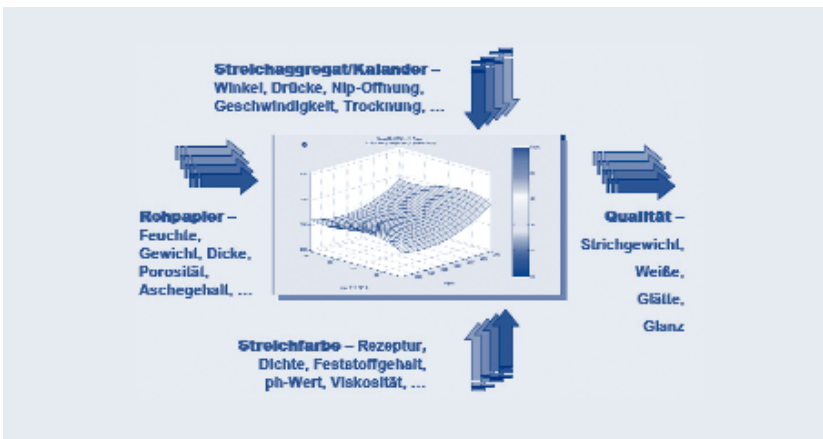 Streichaggregat/Kalander –
Winkel, Drücke, Nip-Öffnung,
Geschwindigkeit, Trocknung, ...
Rohpapier –
Feuchte,
Gewicht, Dicke,
Porosität,
Aschegehalt, ...
Qualität –
Strichgewicht,
Weiße,
Glätte,
Glanz
Streichfarbe – Rezeptur,
Dichte, Feststoffgehalt,
ph-Wert, Viskosität, ...